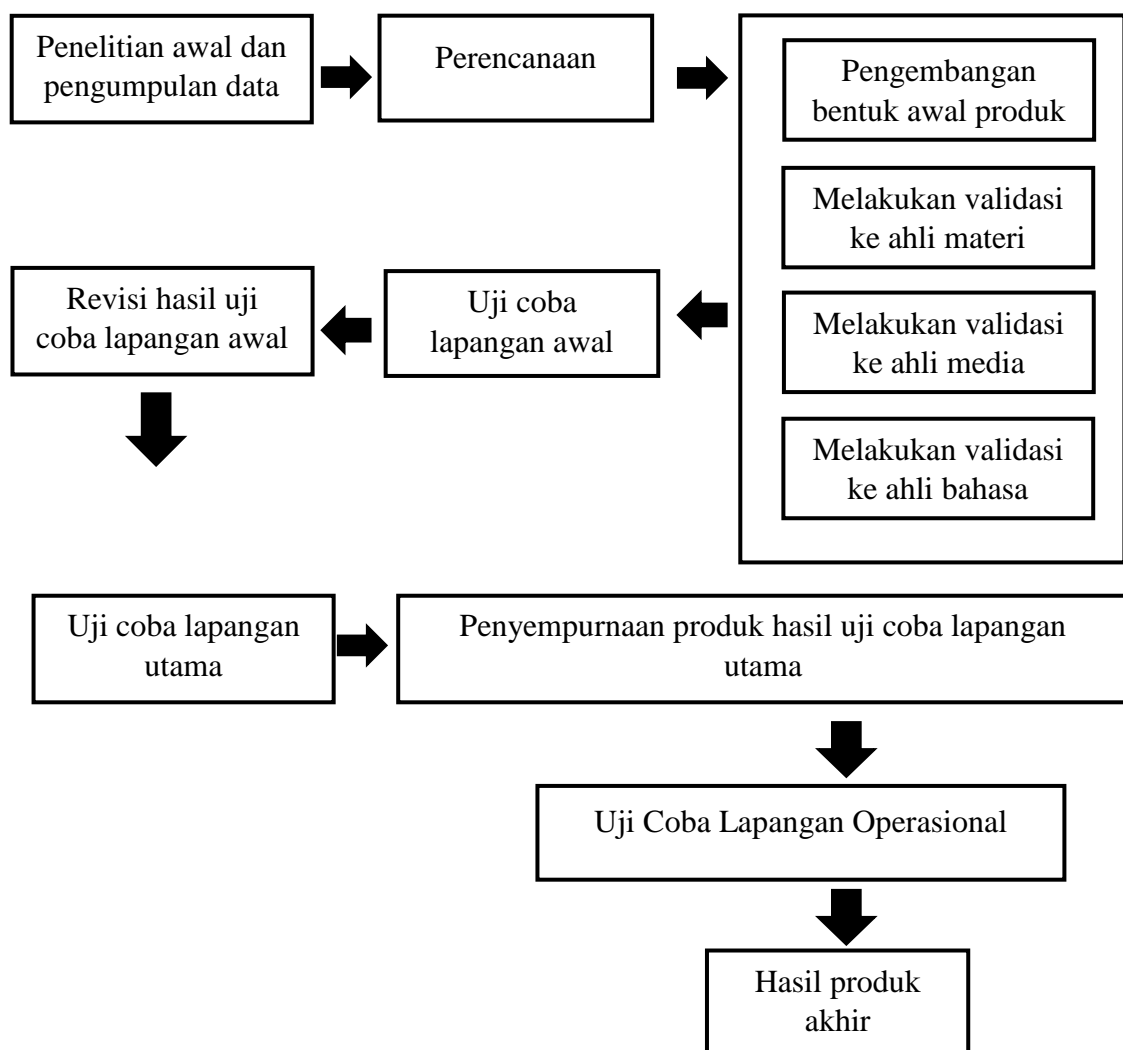 Penelitian awal dan
pengumpulan data
Perencanaan
Pengembangan
bentuk awal produk
Melakukan validasi
ke ahli materi
Melakukan validasi
ke ahli media
Melakukan validasi
ke ahli bahasa
Uji coba
lapangan awal
Revisi hasil uji
coba lapangan awal
Uji coba lapangan
utama
Penyempurnaan produk hasil uji coba lapangan
utama
Uji Coba Lapangan Operasional
Hasil produk
akhir